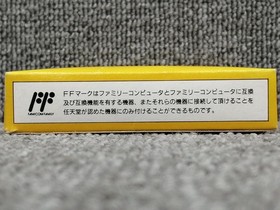 FFマークはファミリーコンピュータとファミリーコンピュータに互換
及び互換機能を有する機器、またそれらの機器に接続して頂けることを
任天堂が認めた機器にのみ付けることができるものです。